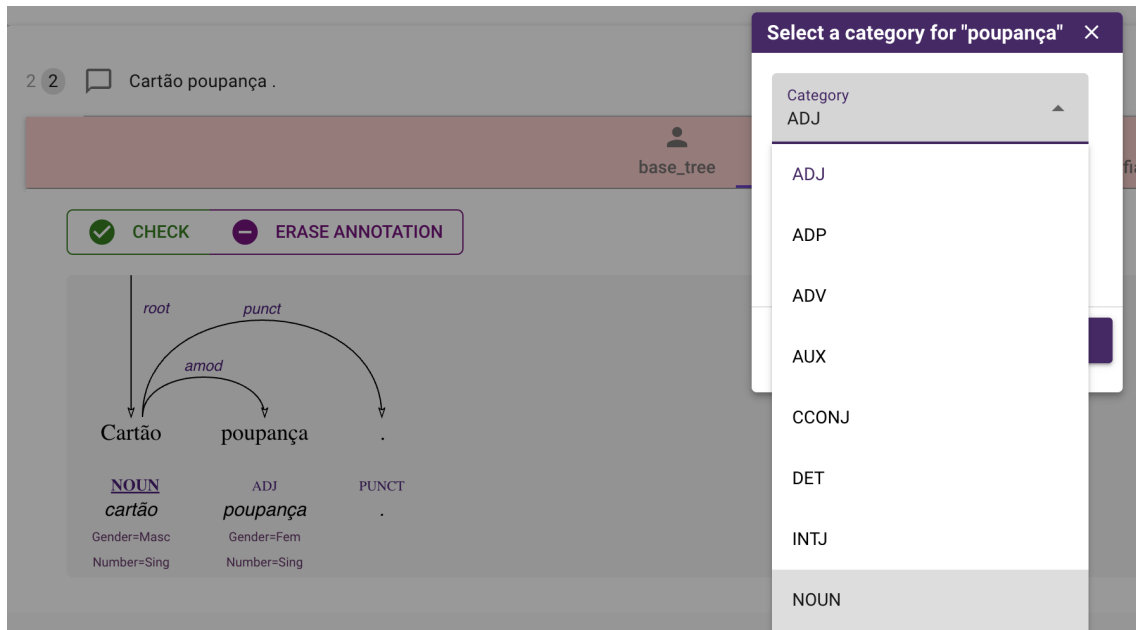 Select a category for "poupança"
2 2 Cartão poupança .
Category
ADJ
base_tree
ADJ
ADP
CHECK
ERASE ANNOTATION
ADV
root
punct
AUX
amod
CCONJ
Cartão poupança .
DET
NOUN ADJ PUNCT
cartão poupança .
Gender=Masc Gender=Fem
INTJ
Number=Sing Number=Sing
NOUN